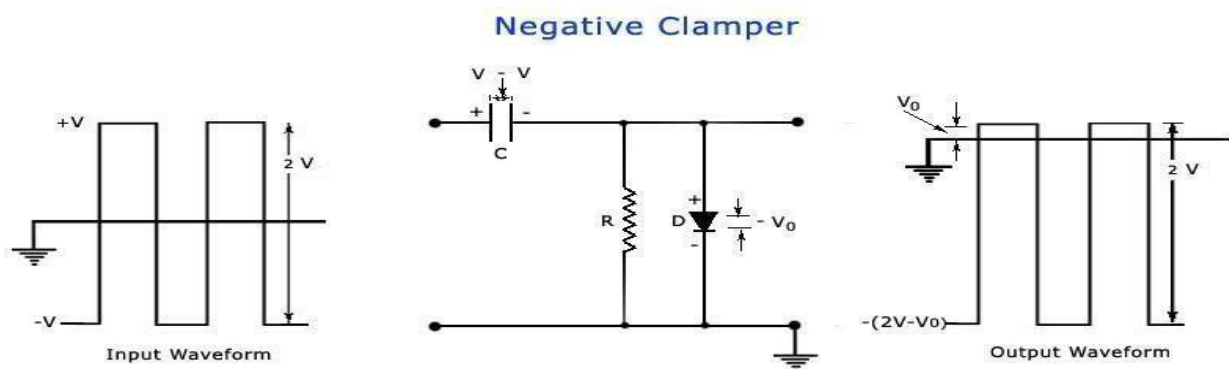 Negative Clamper
V - V
+ -
C
R
D
+
-
- V₀
+V
2 V
-V
Input Waveform
V₀
2 V
-(2V-V₀)
Output Waveform